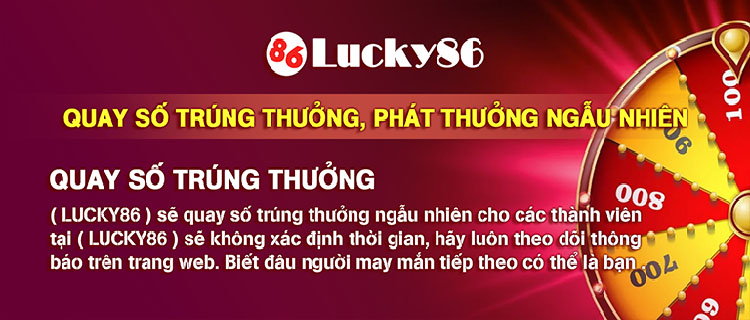 86 Lucky86
QUAY SỐ TRÚNG THƯỞNG, PHÁT THƯỞNG NGẪU NHIÊN
QUAY SỐ TRÚNG THƯỞNG
( LUCKY86 ) sẽ quay số trúng thưởng ngẫu nhiên cho các thành viên
tại ( LUCKY86 ) sẽ không xác định thời gian, hãy luôn theo dõi thông
báo trên trang web. Biết đâu người may mắn tiếp theo có thể là bạn
100
900
800
700